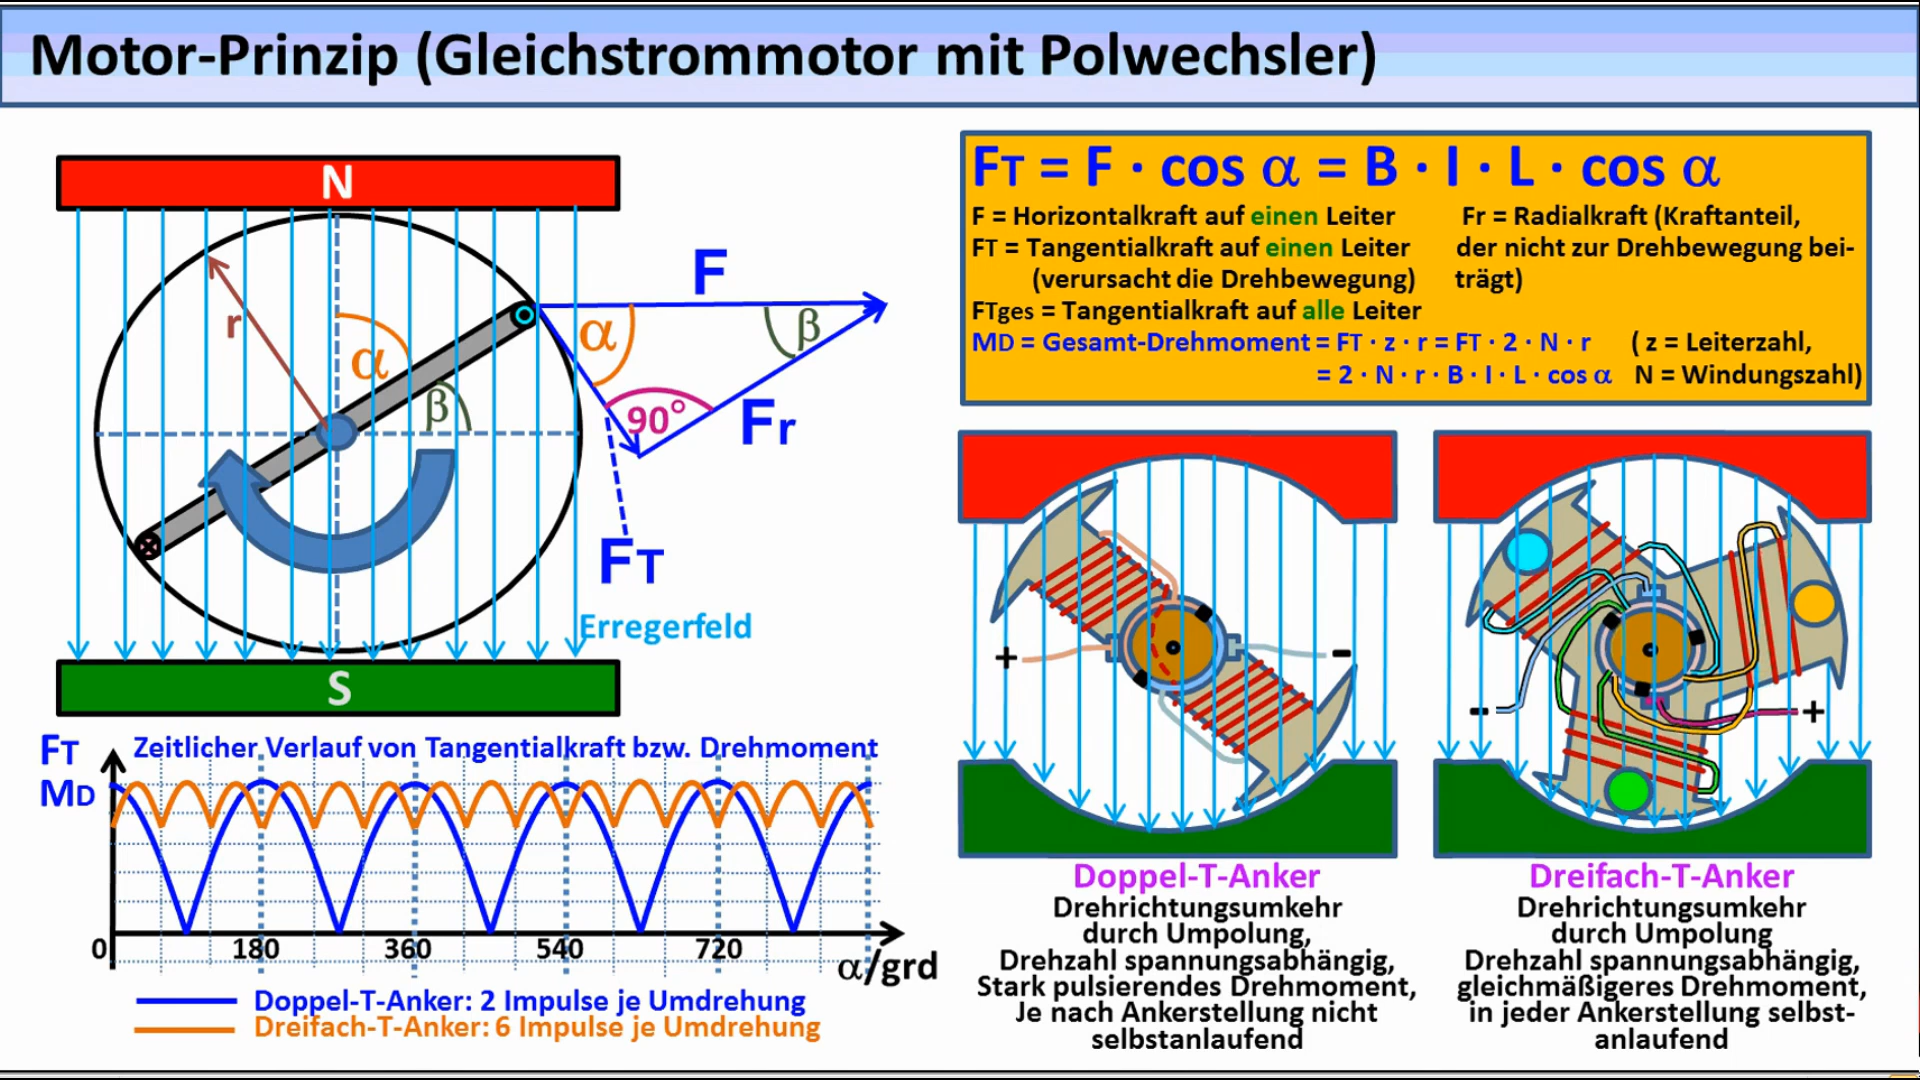 Motor-Prinzip (Gleichstrommotor mit Polwechsler)
N
r
α
β
F
α
β
90°
Fr
FT
Erregerfeld
S
FT = F · cos α = B · I · L · cos α
F = Horizontalkraft auf einen Leiter
FT = Tangentialkraft auf einen Leiter
(verursacht die Drehbewegung)
Fr = Radialkraft (Kraftanteil,
der nicht zur Drehbewegung bei-
trägt)
FTges = Tangentialkraft auf alle Leiter
MD = Gesamt-Drehmoment = FT · z · r = FT · 2 · N · r ( z = Leiterzahl,
= 2 · N · r · B · I · L · cos α N = Windungszahl)
FT
MD
Zeitlicher Verlauf von Tangentialkraft bzw. Drehmoment
0 180 360 540 720
α/grd
Doppel-T-Anker: 2 Impulse je Umdrehung
Dreifach-T-Anker: 6 Impulse je Umdrehung
+ -
Doppel-T-Anker
Drehrichtungsumkehr
durch Umpolung,
Drehzahl spannungsabhängig,
Stark pulsierendes Drehmoment,
Je nach Ankerstellung nicht
selbstanlaufend
- +
Dreifach-T-Anker
Drehrichtungsumkehr
durch Umpolung
Drehzahl spannungsabhängig,
gleichmäßigeres Drehmoment,
in jeder Ankerstellung selbst-
anlaufend